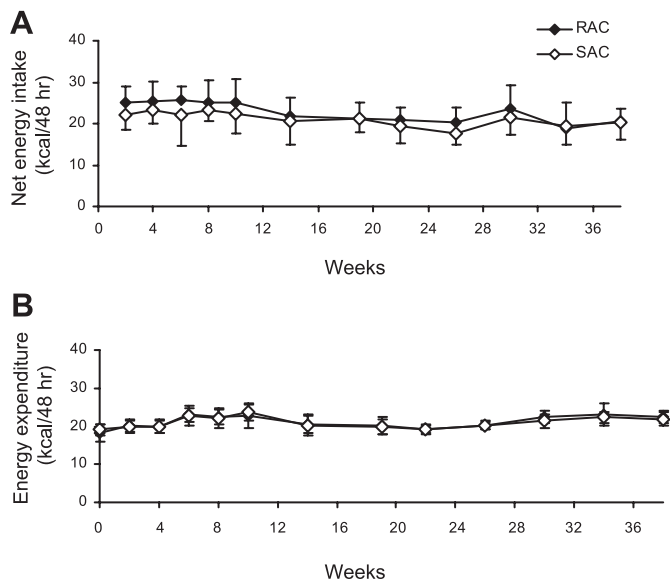 A
RAC
SAC
Net energy intake
(kcal/48 hr)
40
30
20
10
0
0 4 8 12 16 20 24 28 32 36
Weeks
B
Energy expenditure
(kcal/48 hr)
40
30
20
10
0
0 4 8 12 16 20 24 28 32 36
Weeks